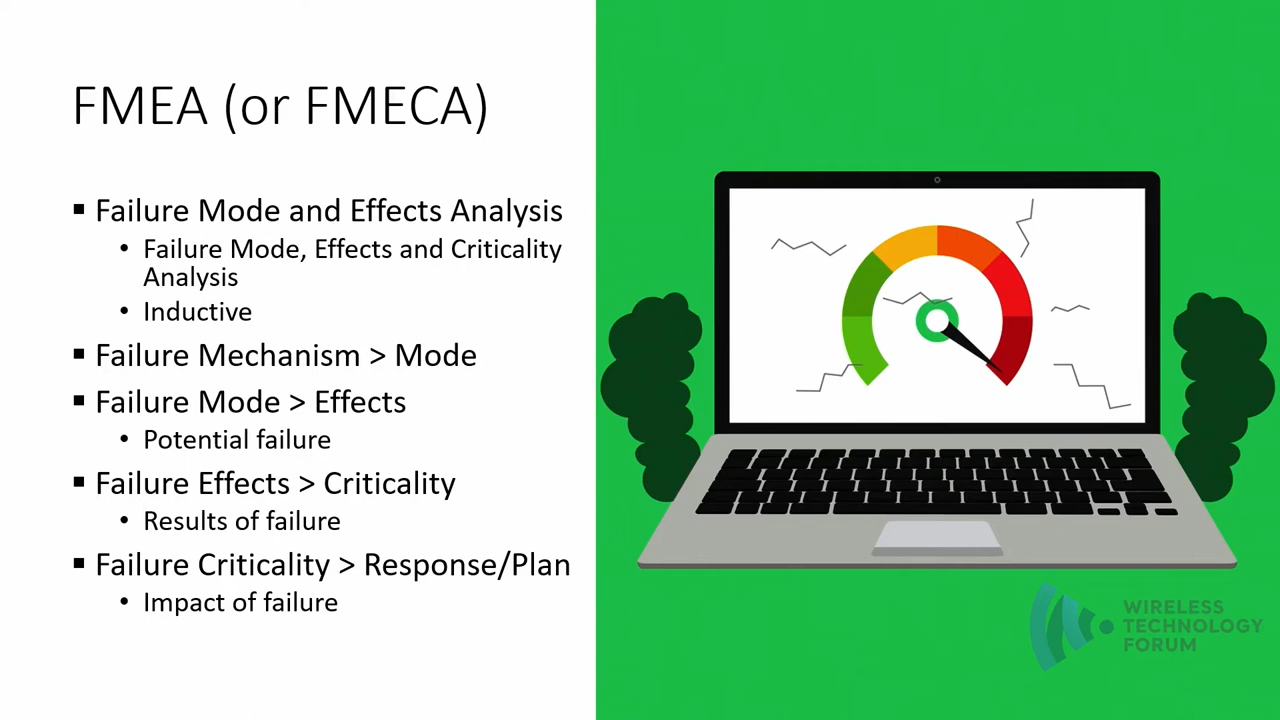 FMEA (or FMECA)
▪ Failure Mode and Effects Analysis
• Failure Mode, Effects and Criticality
Analysis
• Inductive
▪ Failure Mechanism > Mode
▪ Failure Mode > Effects
• Potential failure
▪ Failure Effects > Criticality
• Results of failure
▪ Failure Criticality > Response/Plan
• Impact of failure
WIRELESS
TECHNOLOGY
FORUM